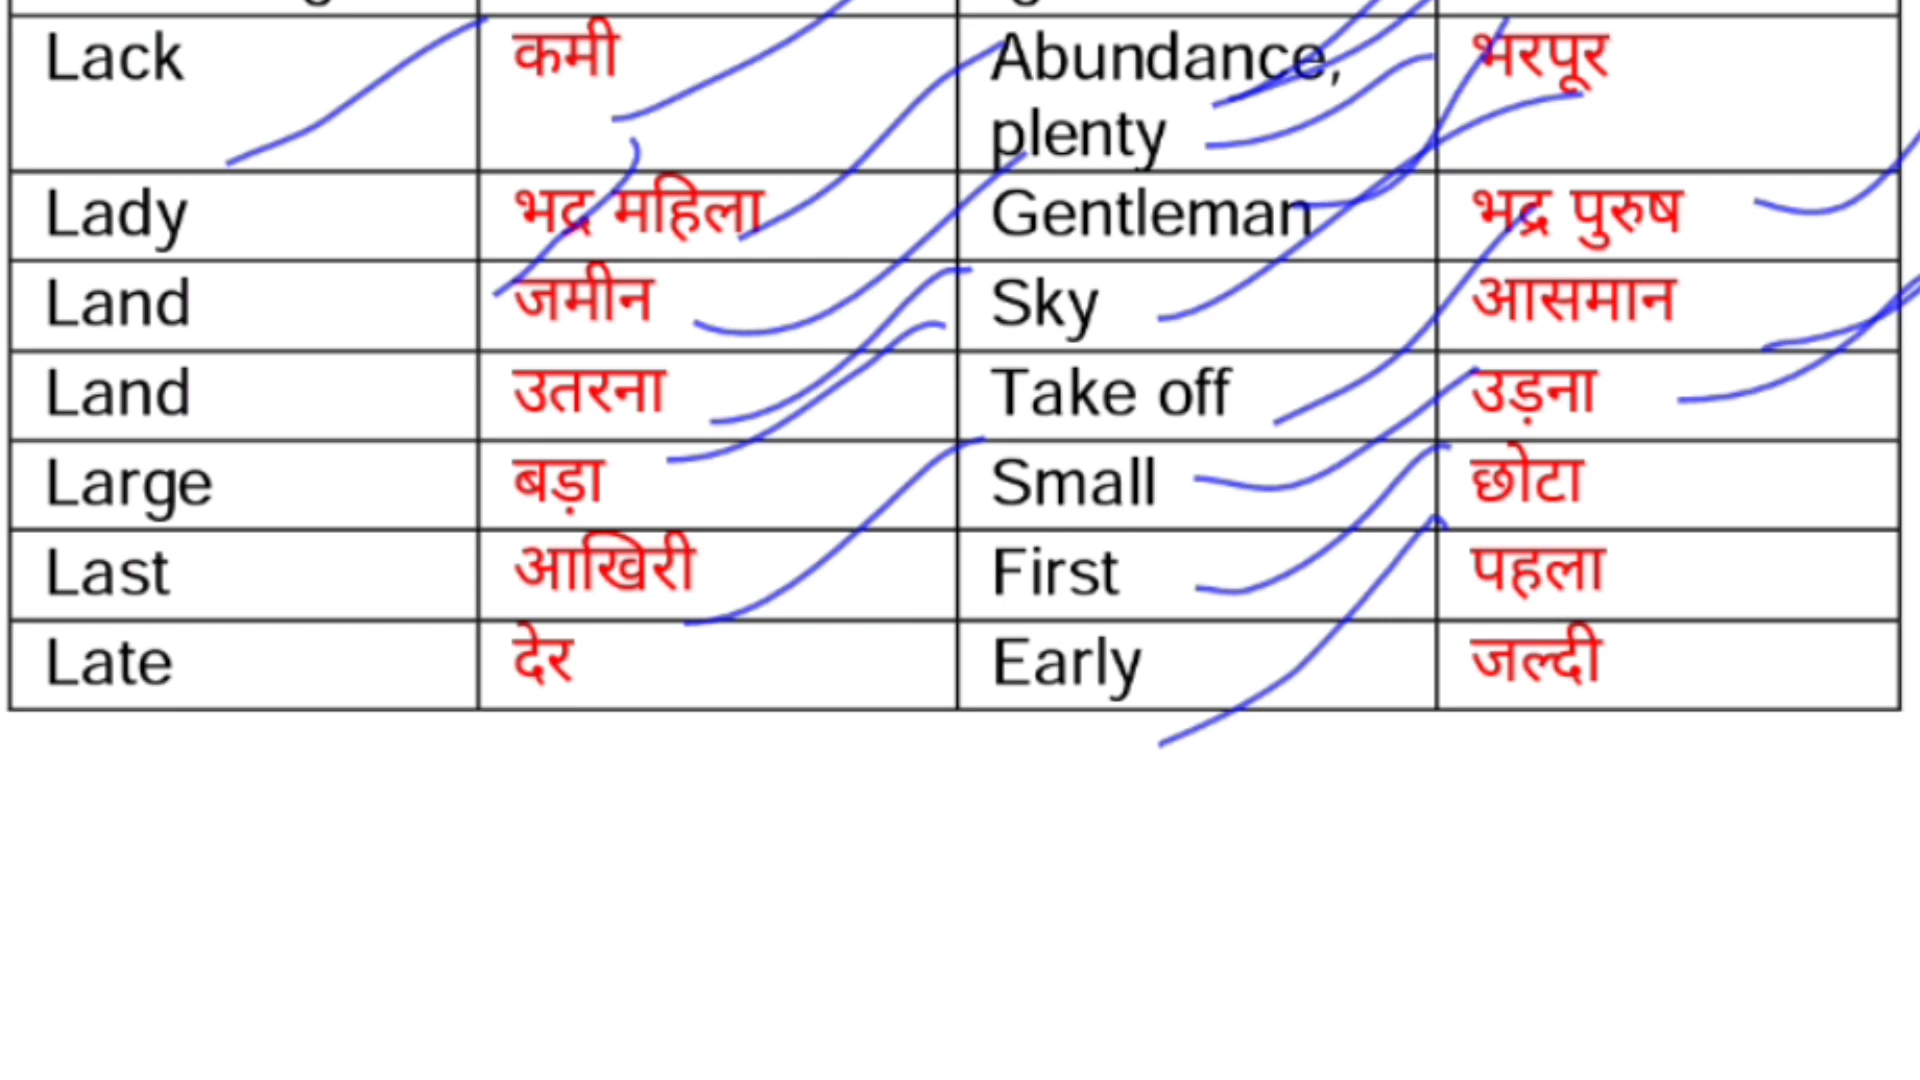 Lack कमी Abundance, भरपूर
plenty
Lady भद्र महिला Gentleman भद्र पुरुष
Land जमीन Sky आसमान
Land उतरना Take off उड़ना
Large बड़ा Small छोटा
Last आखिरी First पहला
Late देर Early जल्दी